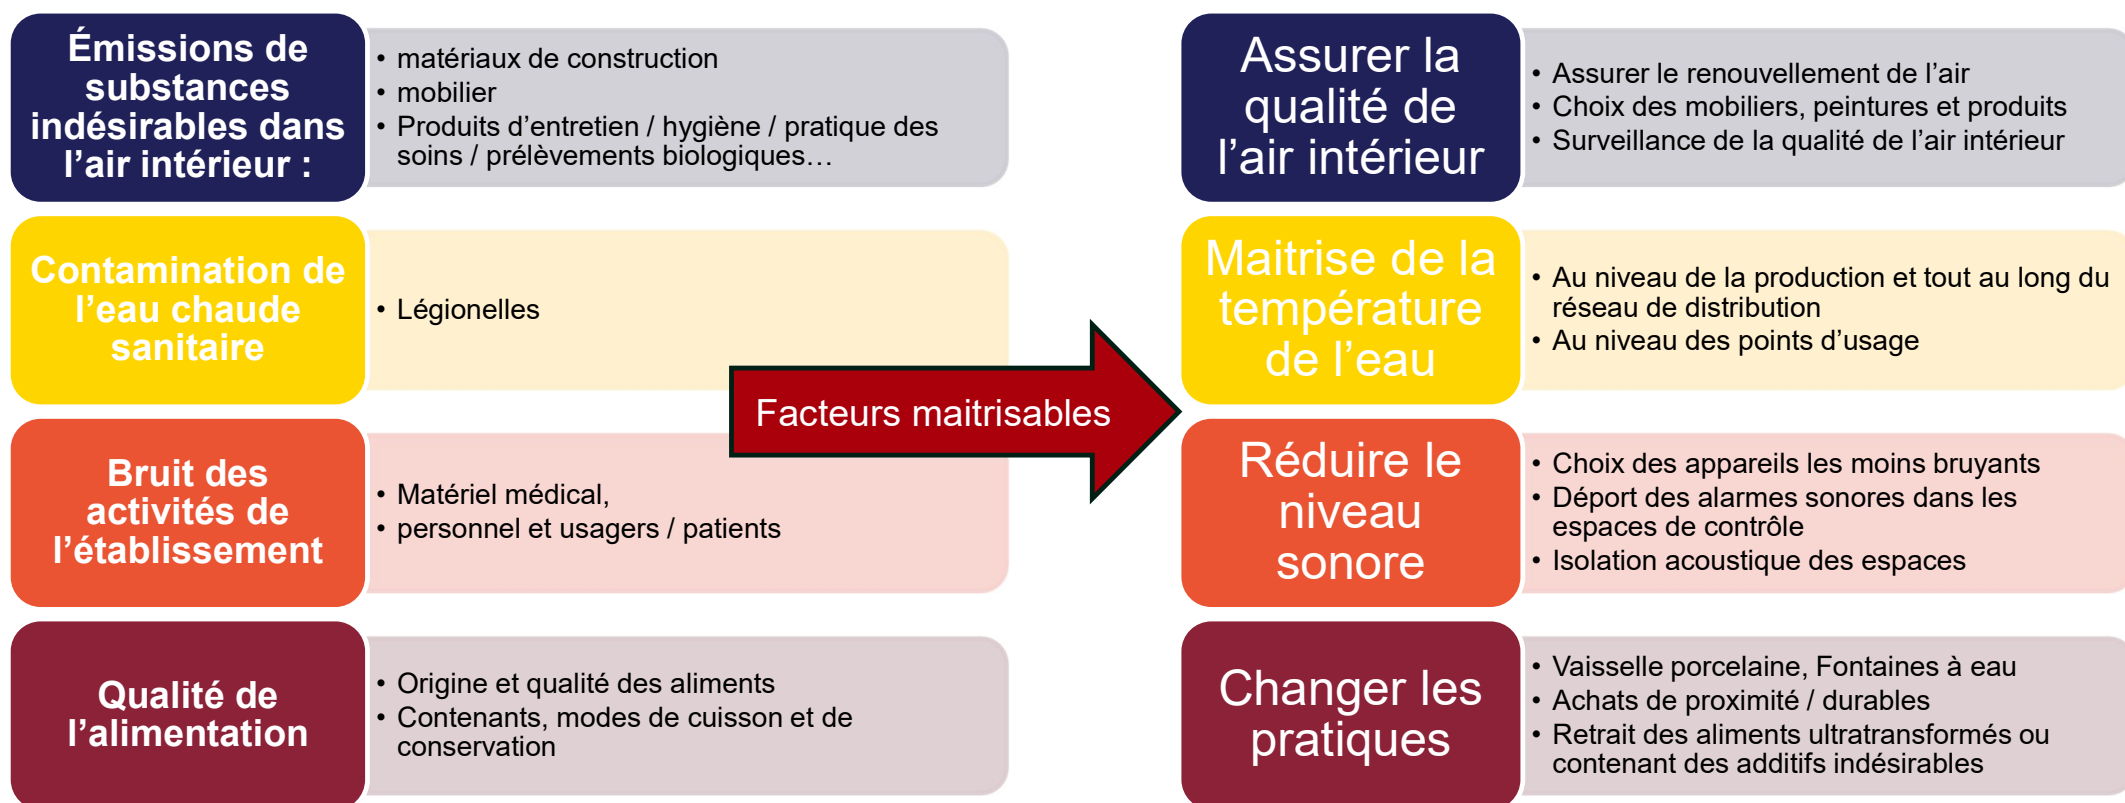 Émissions de
substances
indésirables dans
l’air intérieur :
• matériaux de construction
• mobilier
• Produits d’entretien / hygiène / pratique des
soins / prélèvements biologiques…
Contamination de
l’eau chaude
sanitaire
• Légionelles
Bruit des
activités de
l’établissement
• Matériel médical,
• personnel et usagers / patients
Qualité de
l’alimentation
• Origine et qualité des aliments
• Contenants, modes de cuisson et de
conservation
Facteurs maitrisables
Assurer la
qualité de
l’air intérieur
• Assurer le renouvellement de l’air
• Choix des mobiliers, peintures et produits
• Surveillance de la qualité de l’air intérieur
Maitrise de la
température
de l’eau
• Au niveau de la production et tout au long du
réseau de distribution
• Au niveau des points d’usage
Réduire le
niveau
sonore
• Choix des appareils les moins bruyants
• Déport des alarmes sonores dans les
espaces de contrôle
• Isolation acoustique des espaces
Changer les
pratiques
• Vaisselle porcelaine, Fontaines à eau
• Achats de proximité / durables
• Retrait des aliments ultratransformés ou
contenant des additifs indésirables